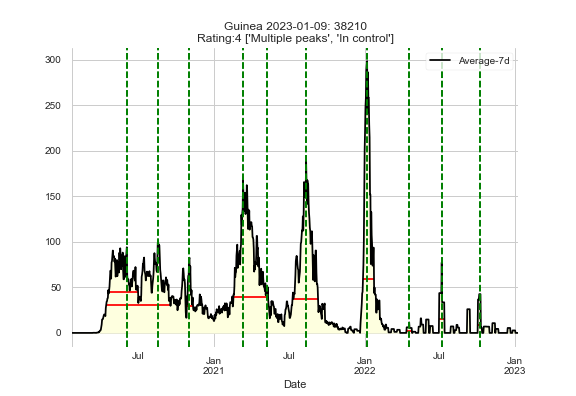 Guinea 2023-01-09: 38210
Rating:4 ['Multiple peaks', 'In control']
Average-7d
300
250
200
150
100
50
0
Jul
Jan
2021
Jul
Jan
2022
Jul
Jan
2023
Date